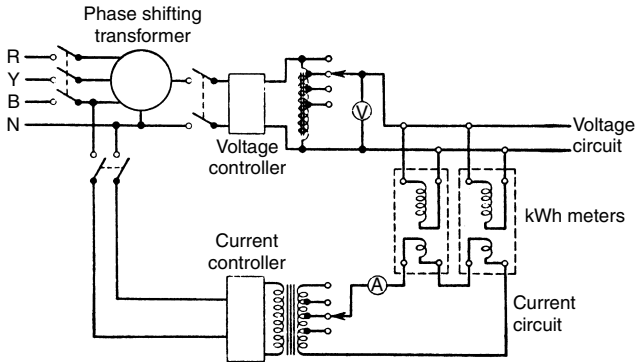 Phase shifting
transformer
R
Y
B
N
V
Voltage
controller
Voltage
circuit
kWh meters
Current
controller
A
Current
circuit